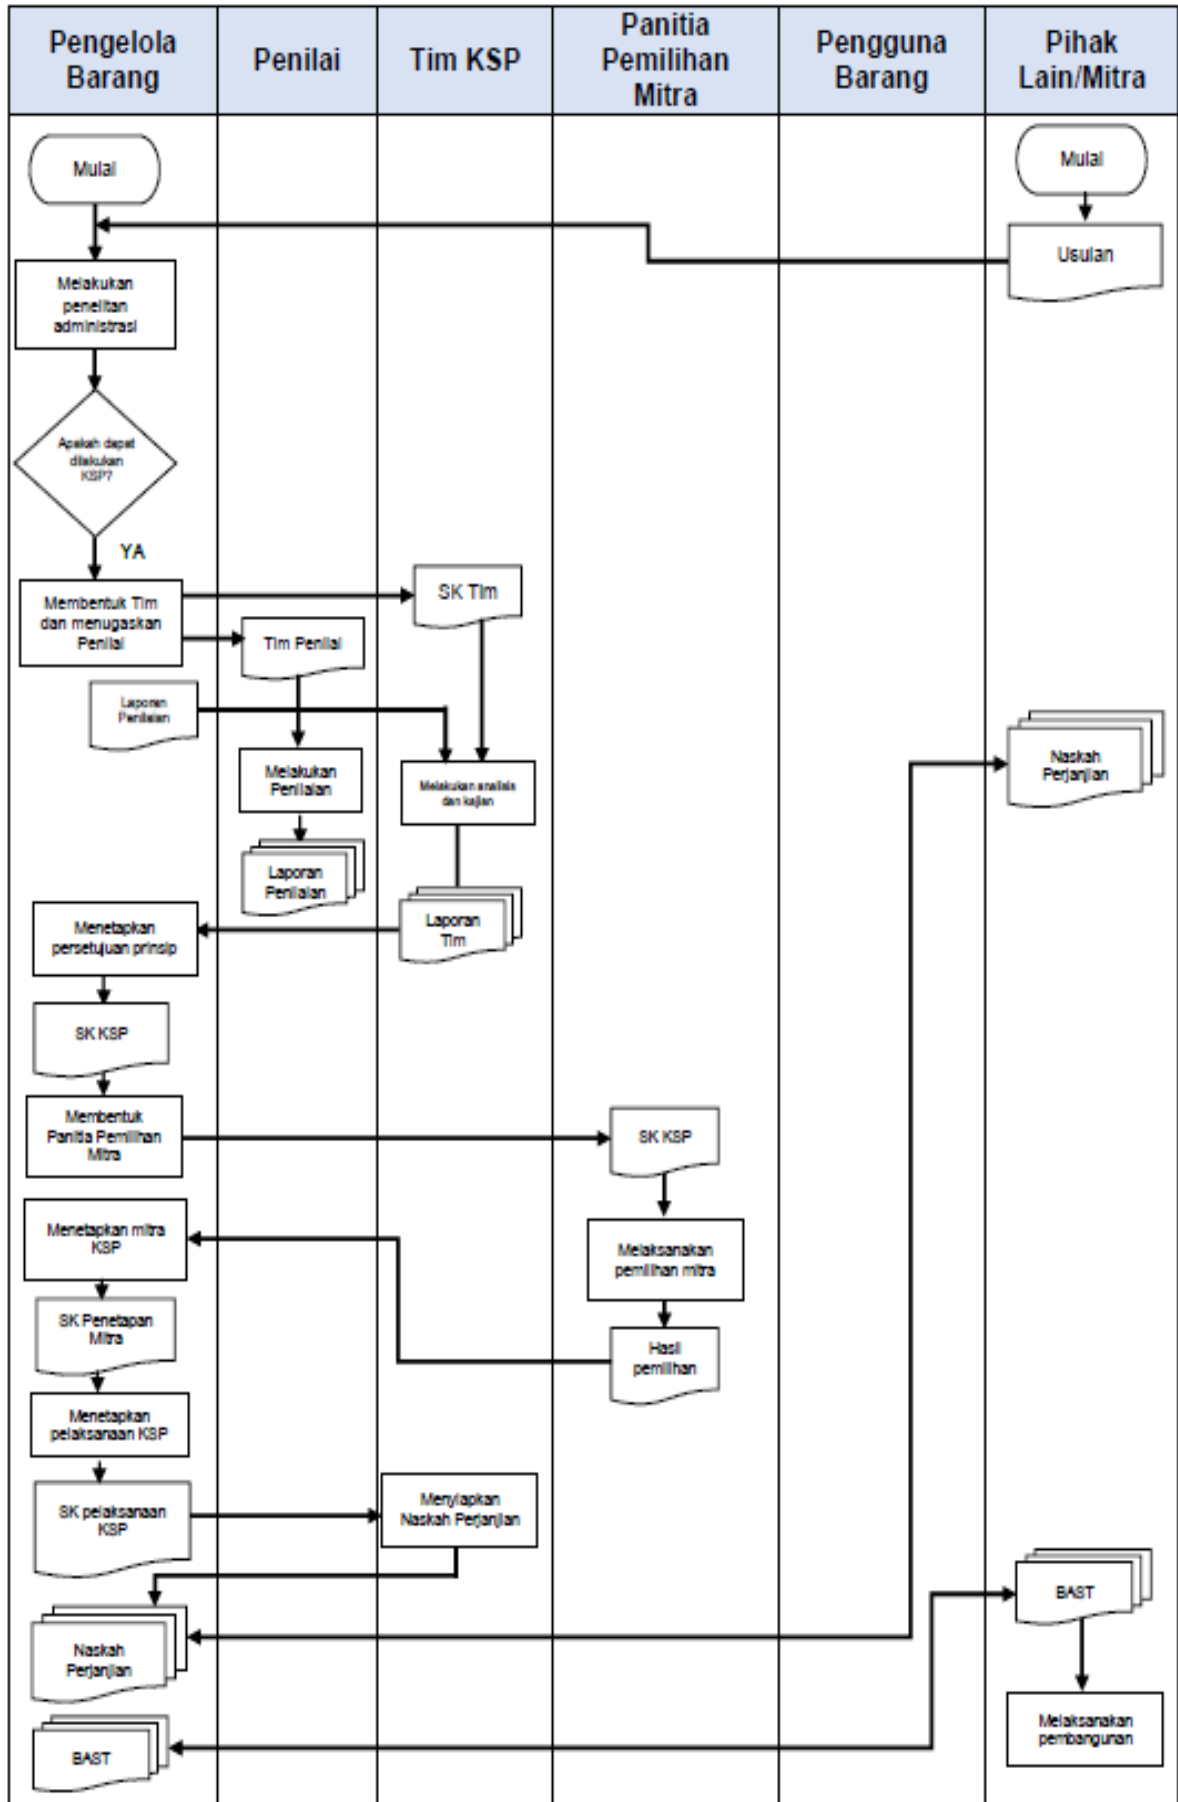 Pengelola
Barang
Penilai
Tim KSP
Panitia
Pemilihan
Mitra
Pengguna
Barang
Pihak
Lain/Mitra
Mulai
Mulai
Usulan
Melakukan
penelitan
administrasi
Apakah dapat
dilakukan
KSP?
YA
Membentuk Tim
dan menugaskan
Penilai
SK Tim
Tim Penilai
Laporan
Penilaian
Melakukan
Penilaian
Melakukan analisis
dan kajian
Naskah
Perjanjian
Laporan
Penilaian
Laporan
Tim
Menetapkan
persetujuan prinsip
SK KSP
Membentuk
Panitia Pemilihan
Mitra
SK KSP
Menetapkan mitra
KSP
Melaksanakan
pemilihan mitra
SK Penetapan
Mitra
Hasil
pemilihan
Menetapkan
pelaksanaan KSP
SK pelaksanaan
KSP
Menyiapkan
Naskah Perjanjian
BAST
Naskah
Perjanjian
Melaksanakan
pembangunan
BAST